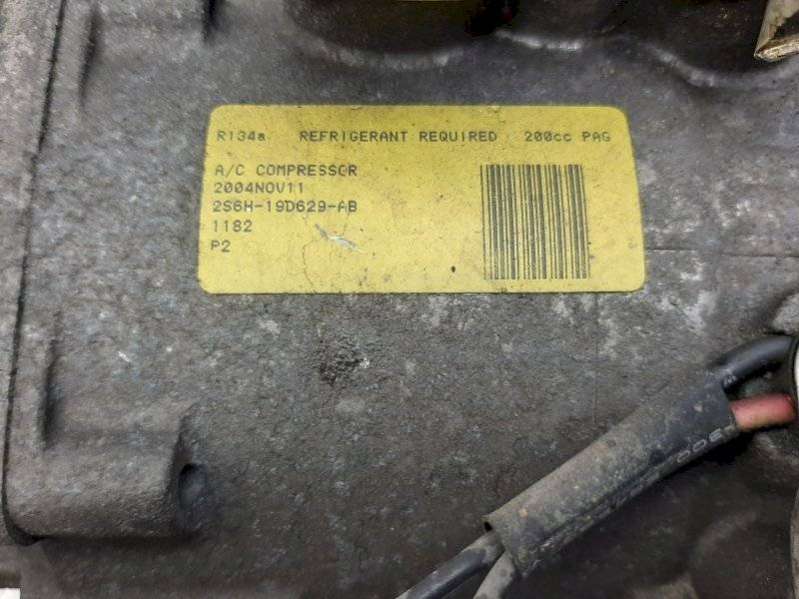 R134a REFRIGERANT REQUIRED 200cc PAG
A/C COMPRESSOR
2004NOV11
2S6H-19D629-AB
1182
P2